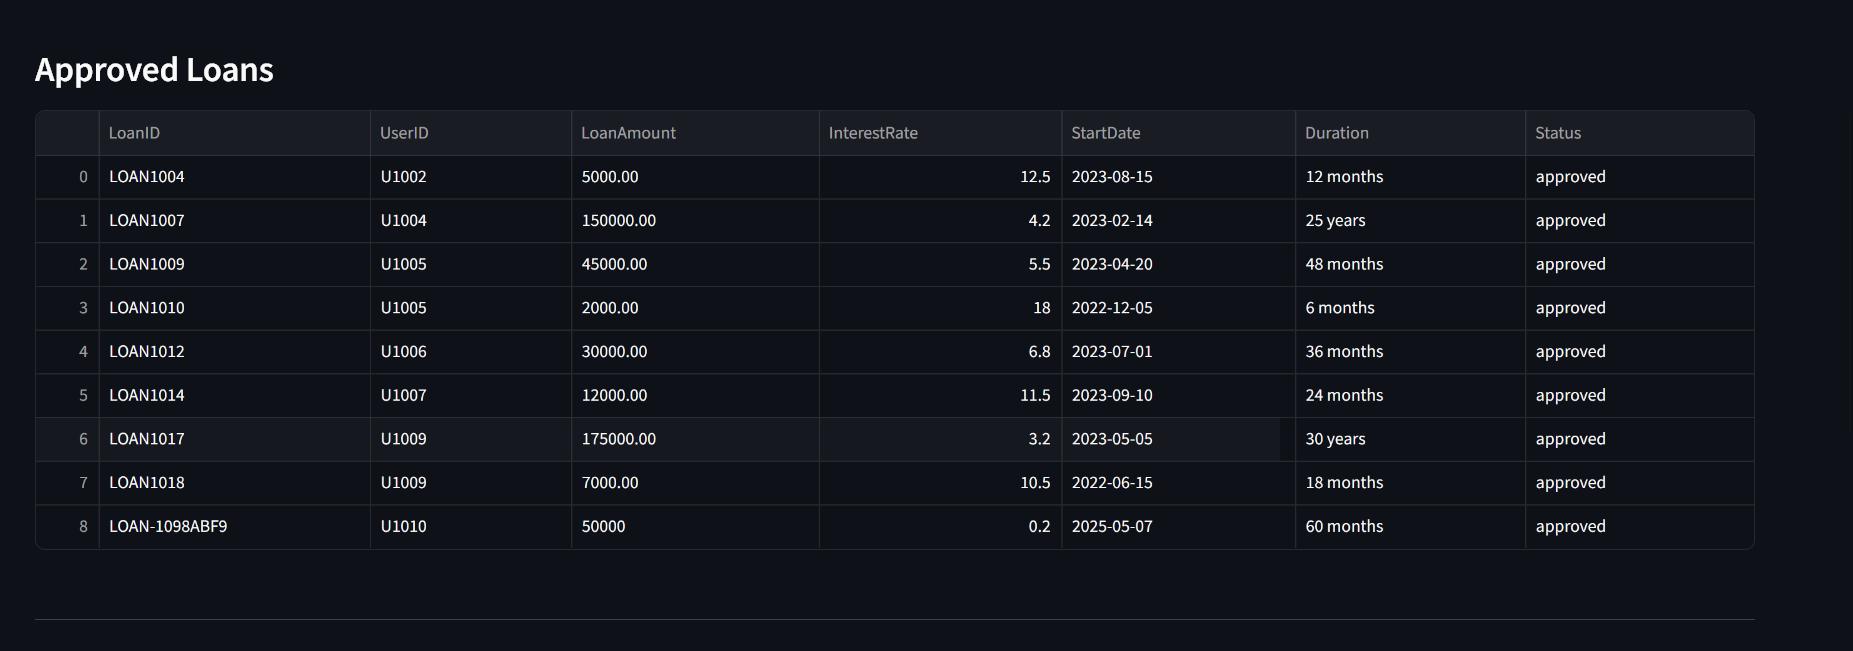 Approved Loans
LoanID UserID LoanAmount InterestRate StartDate Duration Status
0 LOAN1004 U1002 5000.00 12.5 2023-08-15 12 months approved
1 LOAN1007 U1004 150000.00 4.2 2023-02-14 25 years approved
2 LOAN1009 U1005 45000.00 5.5 2023-04-20 48 months approved
3 LOAN1010 U1005 2000.00 18 2022-12-05 6 months approved
4 LOAN1012 U1006 30000.00 6.8 2023-07-01 36 months approved
5 LOAN1014 U1007 12000.00 11.5 2023-09-10 24 months approved
6 LOAN1017 U1009 175000.00 3.2 2023-05-05 30 years approved
7 LOAN1018 U1009 7000.00 10.5 2022-06-15 18 months approved
8 LOAN-1098ABF9 U1010 50000 0.2 2025-05-07 60 months approved